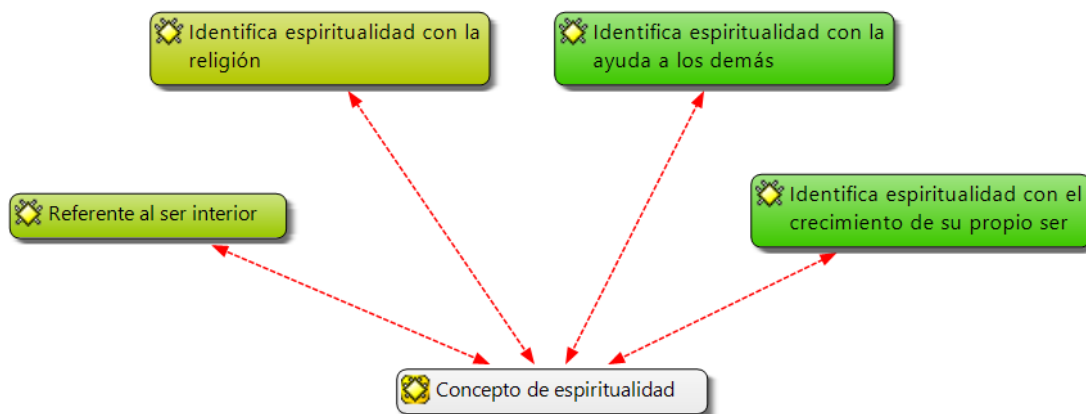 Identifica espiritualidad con la
religión
Identifica espiritualidad con la
ayuda a los demás
Referente al ser interior
Identifica espiritualidad con el
crecimiento de su propio ser
Concepto de espiritualidad